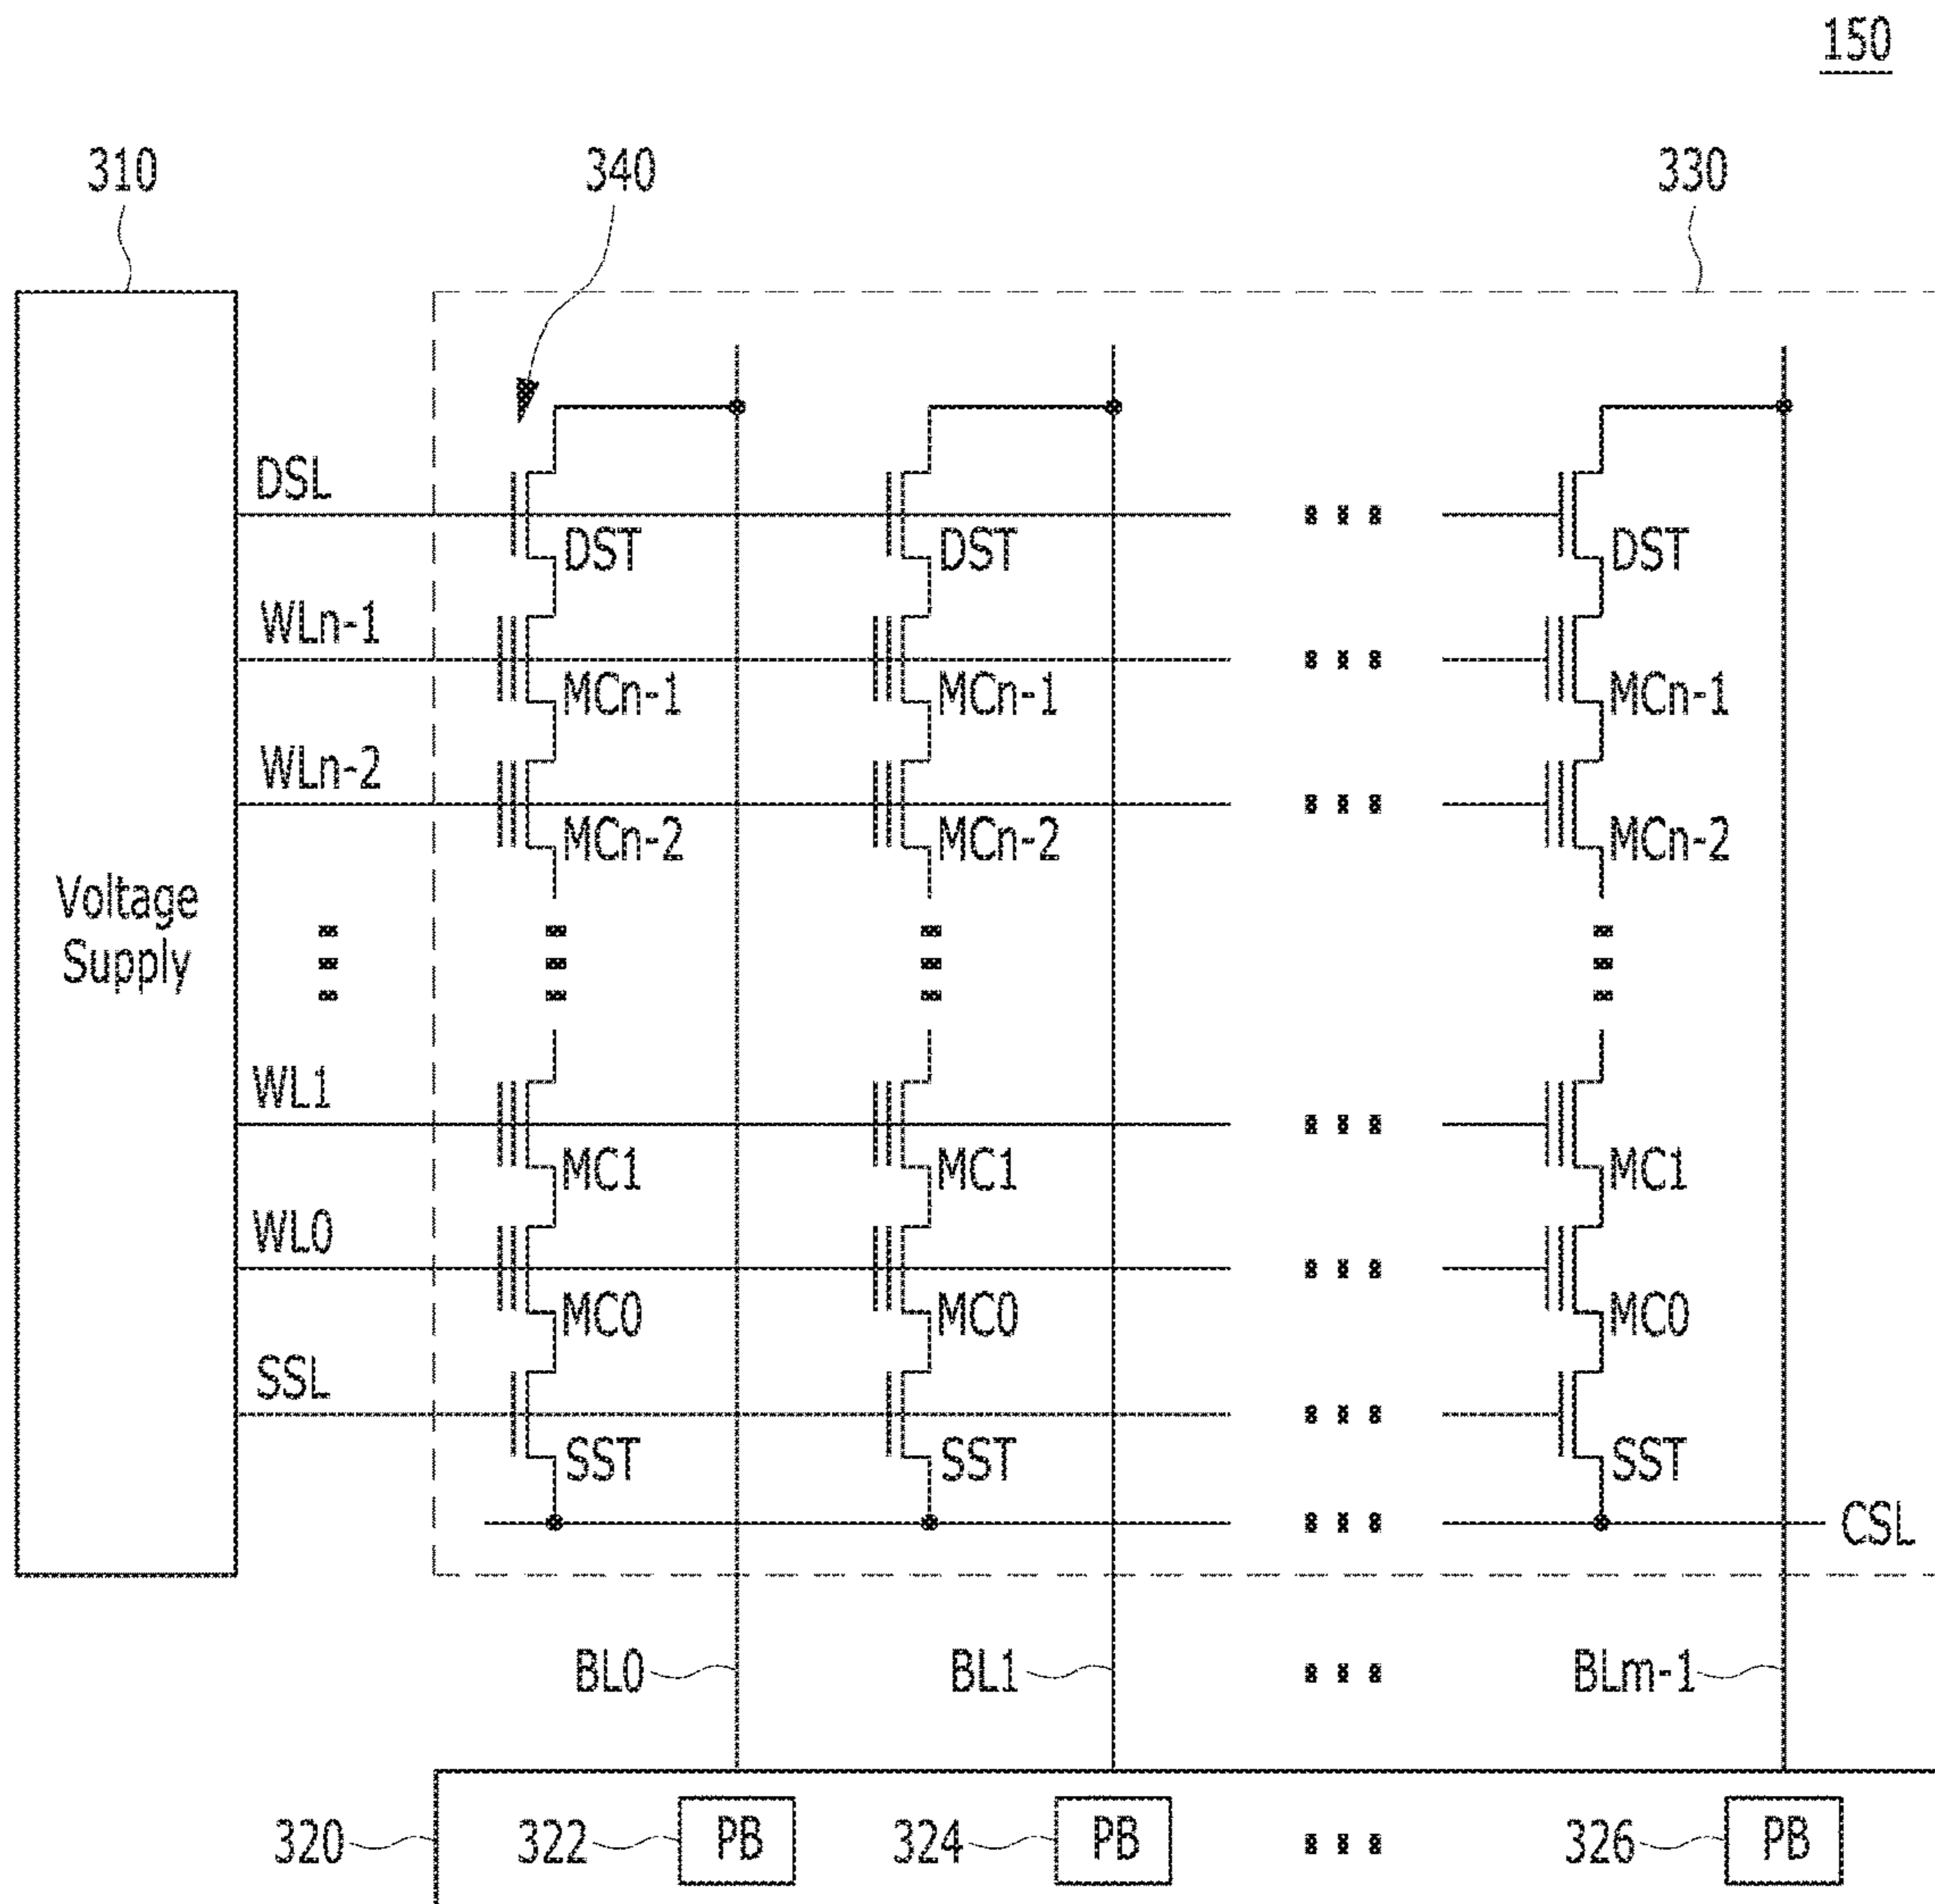 150
310 340 330
DSL
DST DST DST
WLn-1
MCn-1 MCn-1 MCn-1
WLn-2
MCn-2 MCn-2 MCn-2
Voltage
Supply
WL1
MC1 MC1 MC1
WL0
MC0 MC0 MC0
SSL
SST SST SST
CSL
BL0 BL1 BLm-1
320 322 PB 324 PB 326 PB